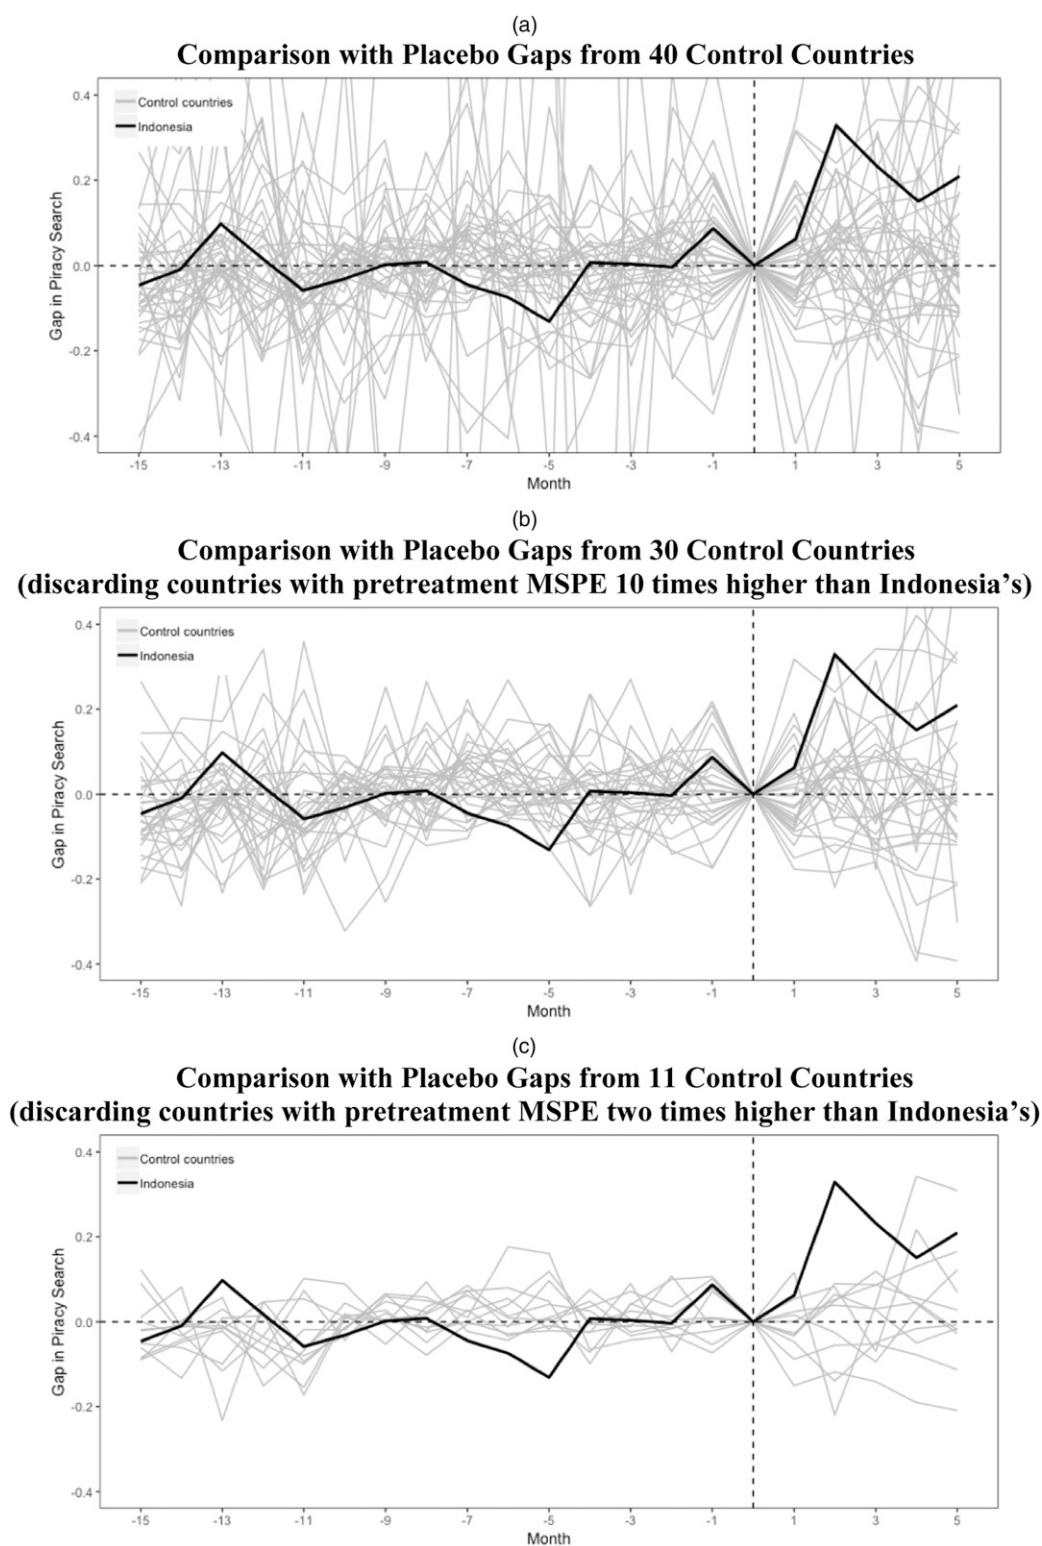 (a)
Comparison with Placebo Gaps from 40 Control Countries
0.4
Control countries
Indonesia
0.2
0.0
-0.2
-0.4
Gap in Piracy Search
-15 -13 -11 -9 -7 -5 -3 -1 1 3 5
Month
(b)
Comparison with Placebo Gaps from 30 Control Countries
(discarding countries with pretreatment MSPE 10 times higher than Indonesia’s)
0.4
Control countries
Indonesia
0.2
0.0
-0.2
-0.4
Gap in Piracy Search
-15 -13 -11 -9 -7 -5 -3 -1 1 3 5
Month
(c)
Comparison with Placebo Gaps from 11 Control Countries
(discarding countries with pretreatment MSPE two times higher than Indonesia’s)
0.4
Control countries
Indonesia
0.2
0.0
-0.2
-0.4
Gap in Piracy Search
-15 -13 -11 -9 -7 -5 -3 -1 1 3 5
Month